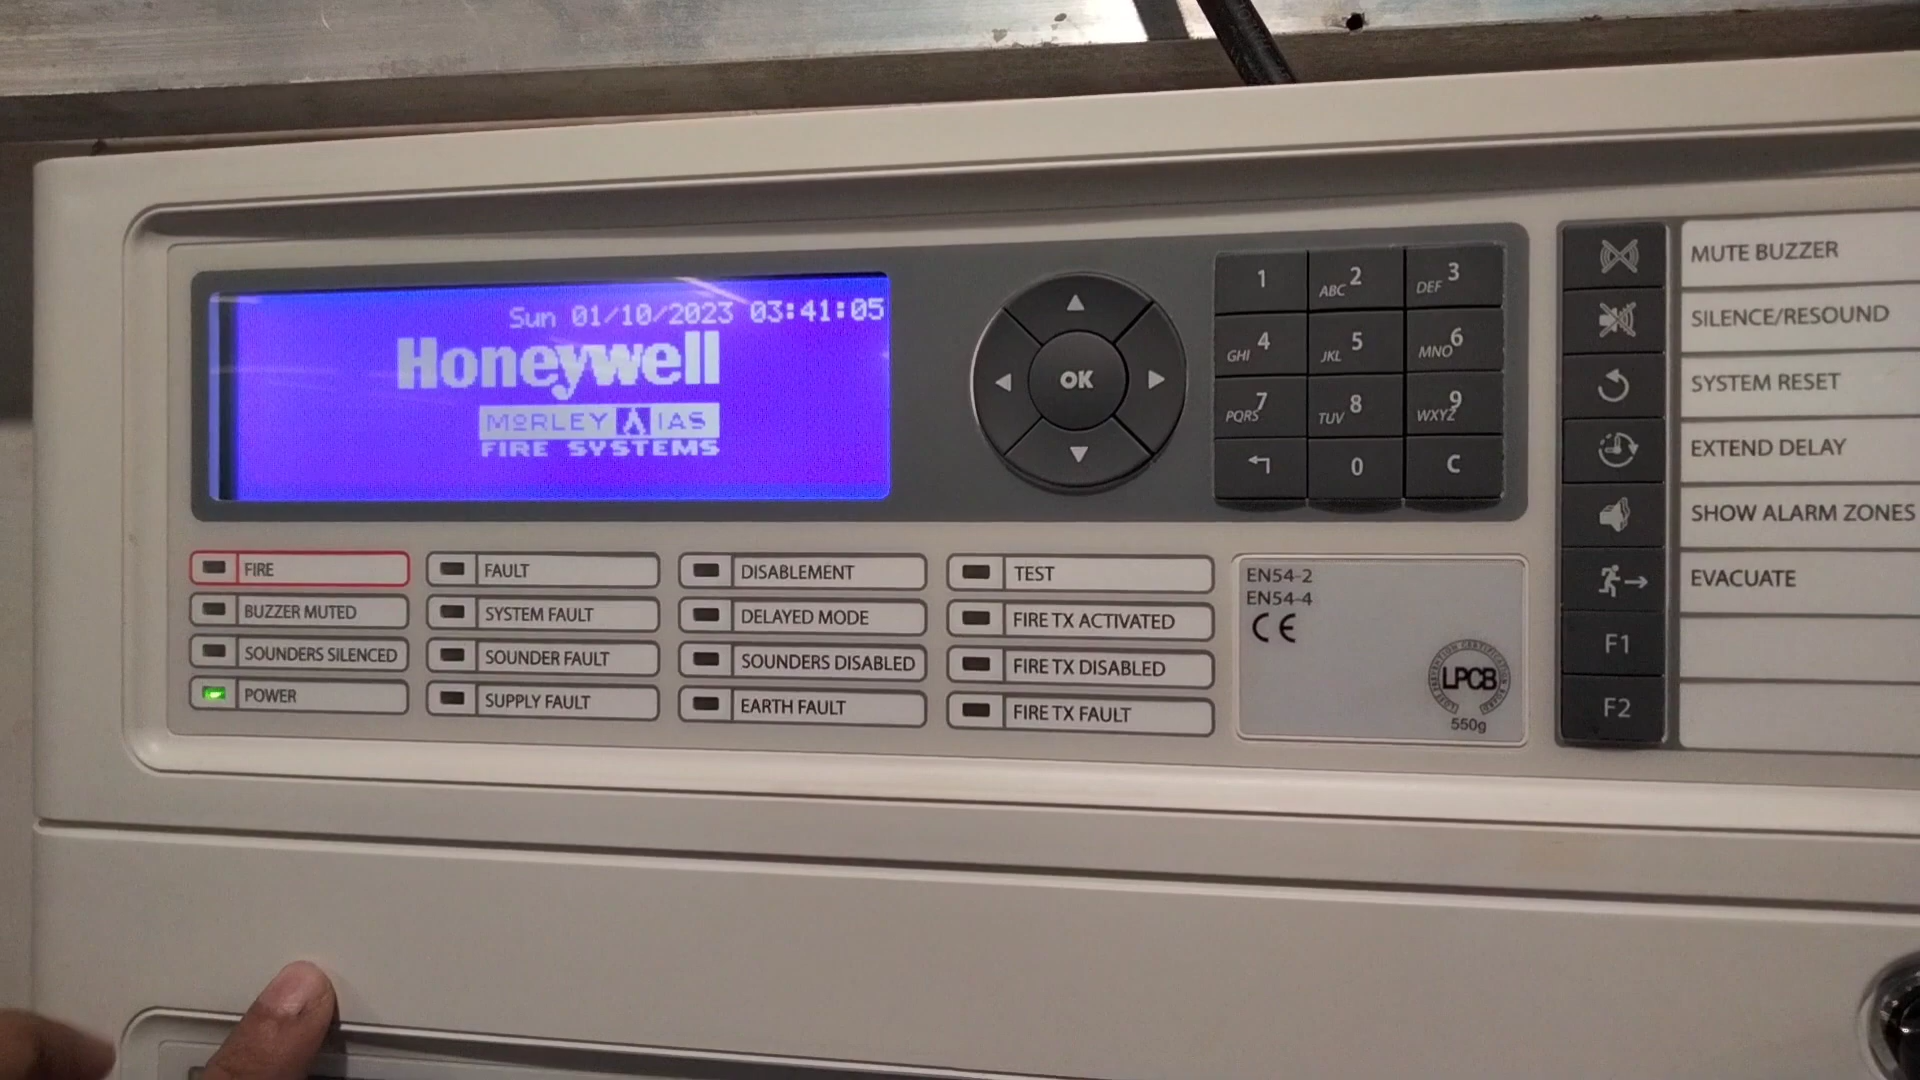 Sun 01/10/2023 03:41:05
Honeywell
MORLEY IAS
FIRE SYSTEMS
OK
1
ABC 2
DEF 3
GHI 4
JKL 5
MNO 6
PQRS 7
TUV 8
WXYZ 9
0
C
MUTE BUZZER
SILENCE/RESOUND
SYSTEM RESET
EXTEND DELAY
SHOW ALARM ZONES
EVACUATE
F1
F2
FIRE
BUZZER MUTED
SOUNDERS SILENCED
POWER
FAULT
SYSTEM FAULT
SOUNDER FAULT
SUPPLY FAULT
DISABLEMENT
DELAYED MODE
SOUNDERS DISABLED
EARTH FAULT
TEST
FIRE TX ACTIVATED
FIRE TX DISABLED
FIRE TX FAULT
EN54-2
EN54-4
CE
LPCB
550g